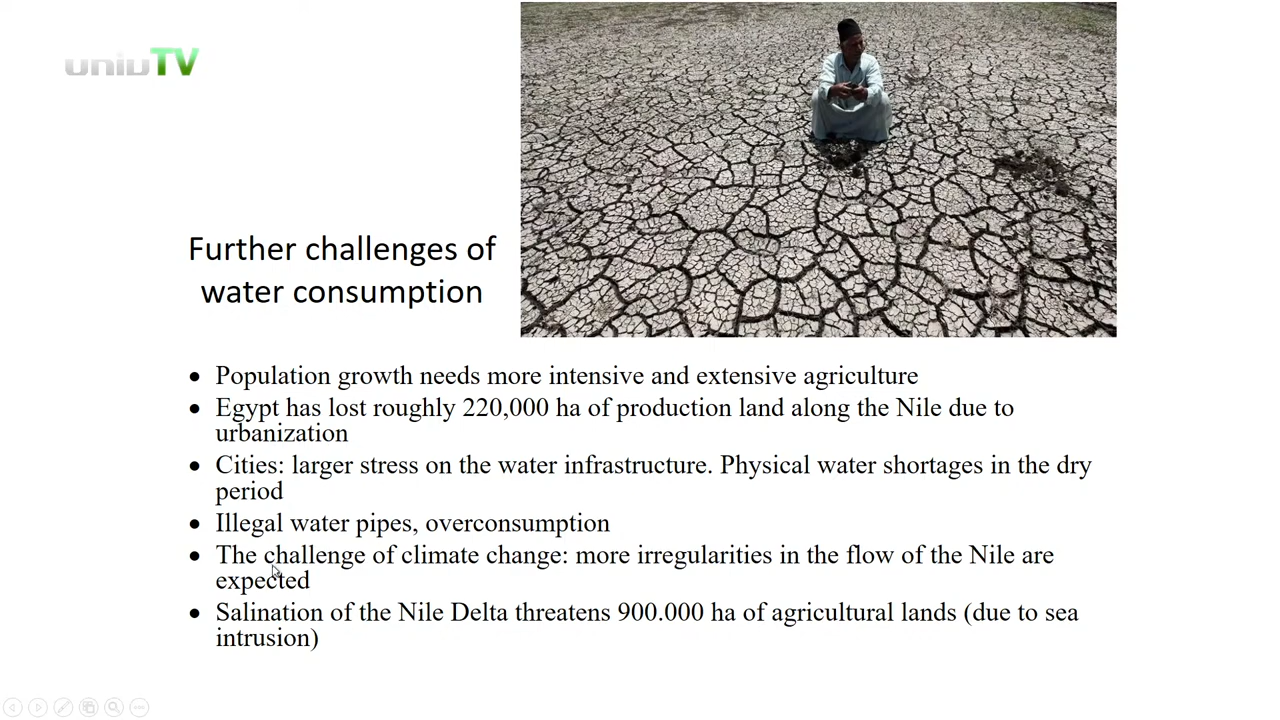 uniuTV
Further challenges of
water consumption
• Population growth needs more intensive and extensive agriculture
• Egypt has lost roughly 220,000 ha of production land along the Nile due to
urbanization
• Cities: larger stress on the water infrastructure. Physical water shortages in the dry
period
• Illegal water pipes, overconsumption
• The challenge of climate change: more irregularities in the flow of the Nile are
expected
• Salination of the Nile Delta threatens 900.000 ha of agricultural lands (due to sea
intrusion)